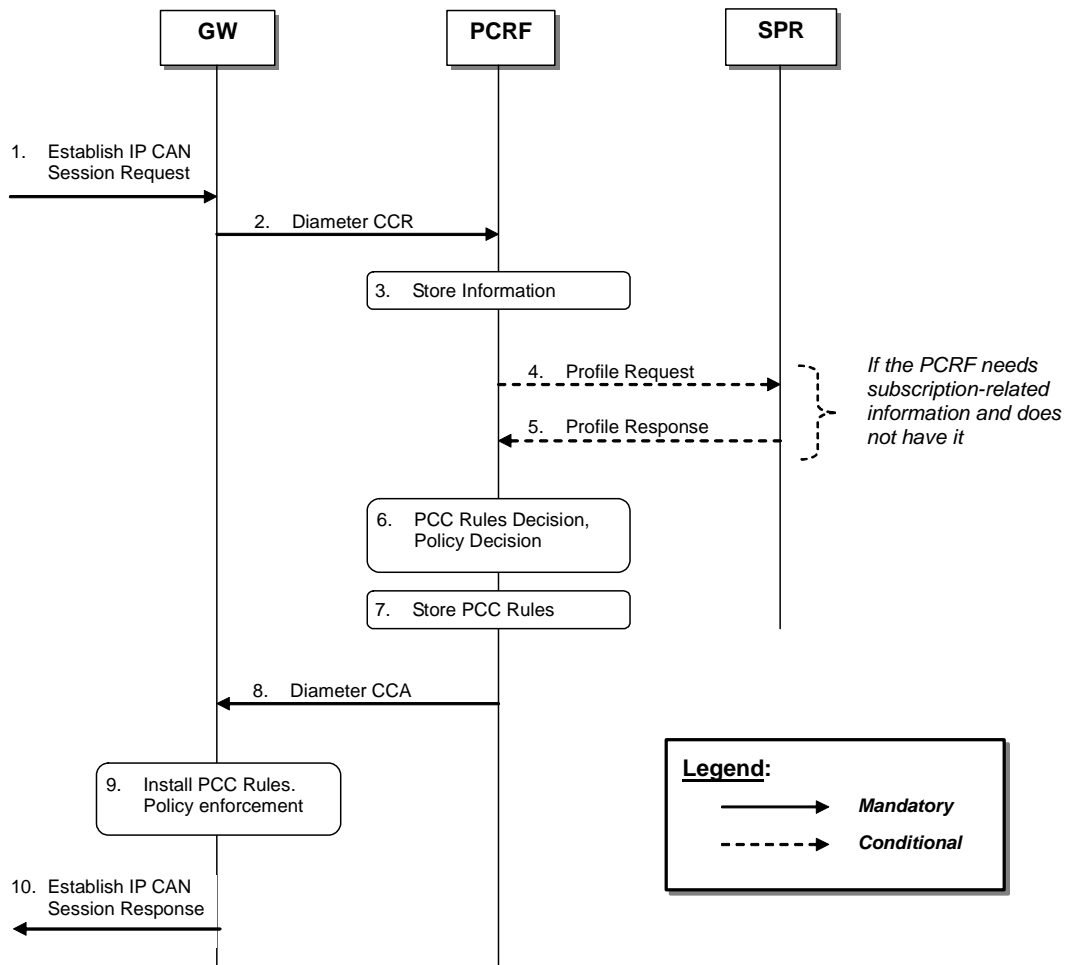 GW
PCRF
SPR
1. Establish IP CAN
Session Request
2. Diameter CCR
3. Store Information
4. Profile Request
5. Profile Response
If the PCRF needs
subscription-related
information and does
not have it
6. PCC Rules Decision,
Policy Decision
7. Store PCC Rules
8. Diameter CCA
9. Install PCC Rules.
Policy enforcement
10. Establish IP CAN
Session Response
Legend:
Mandatory
Conditional